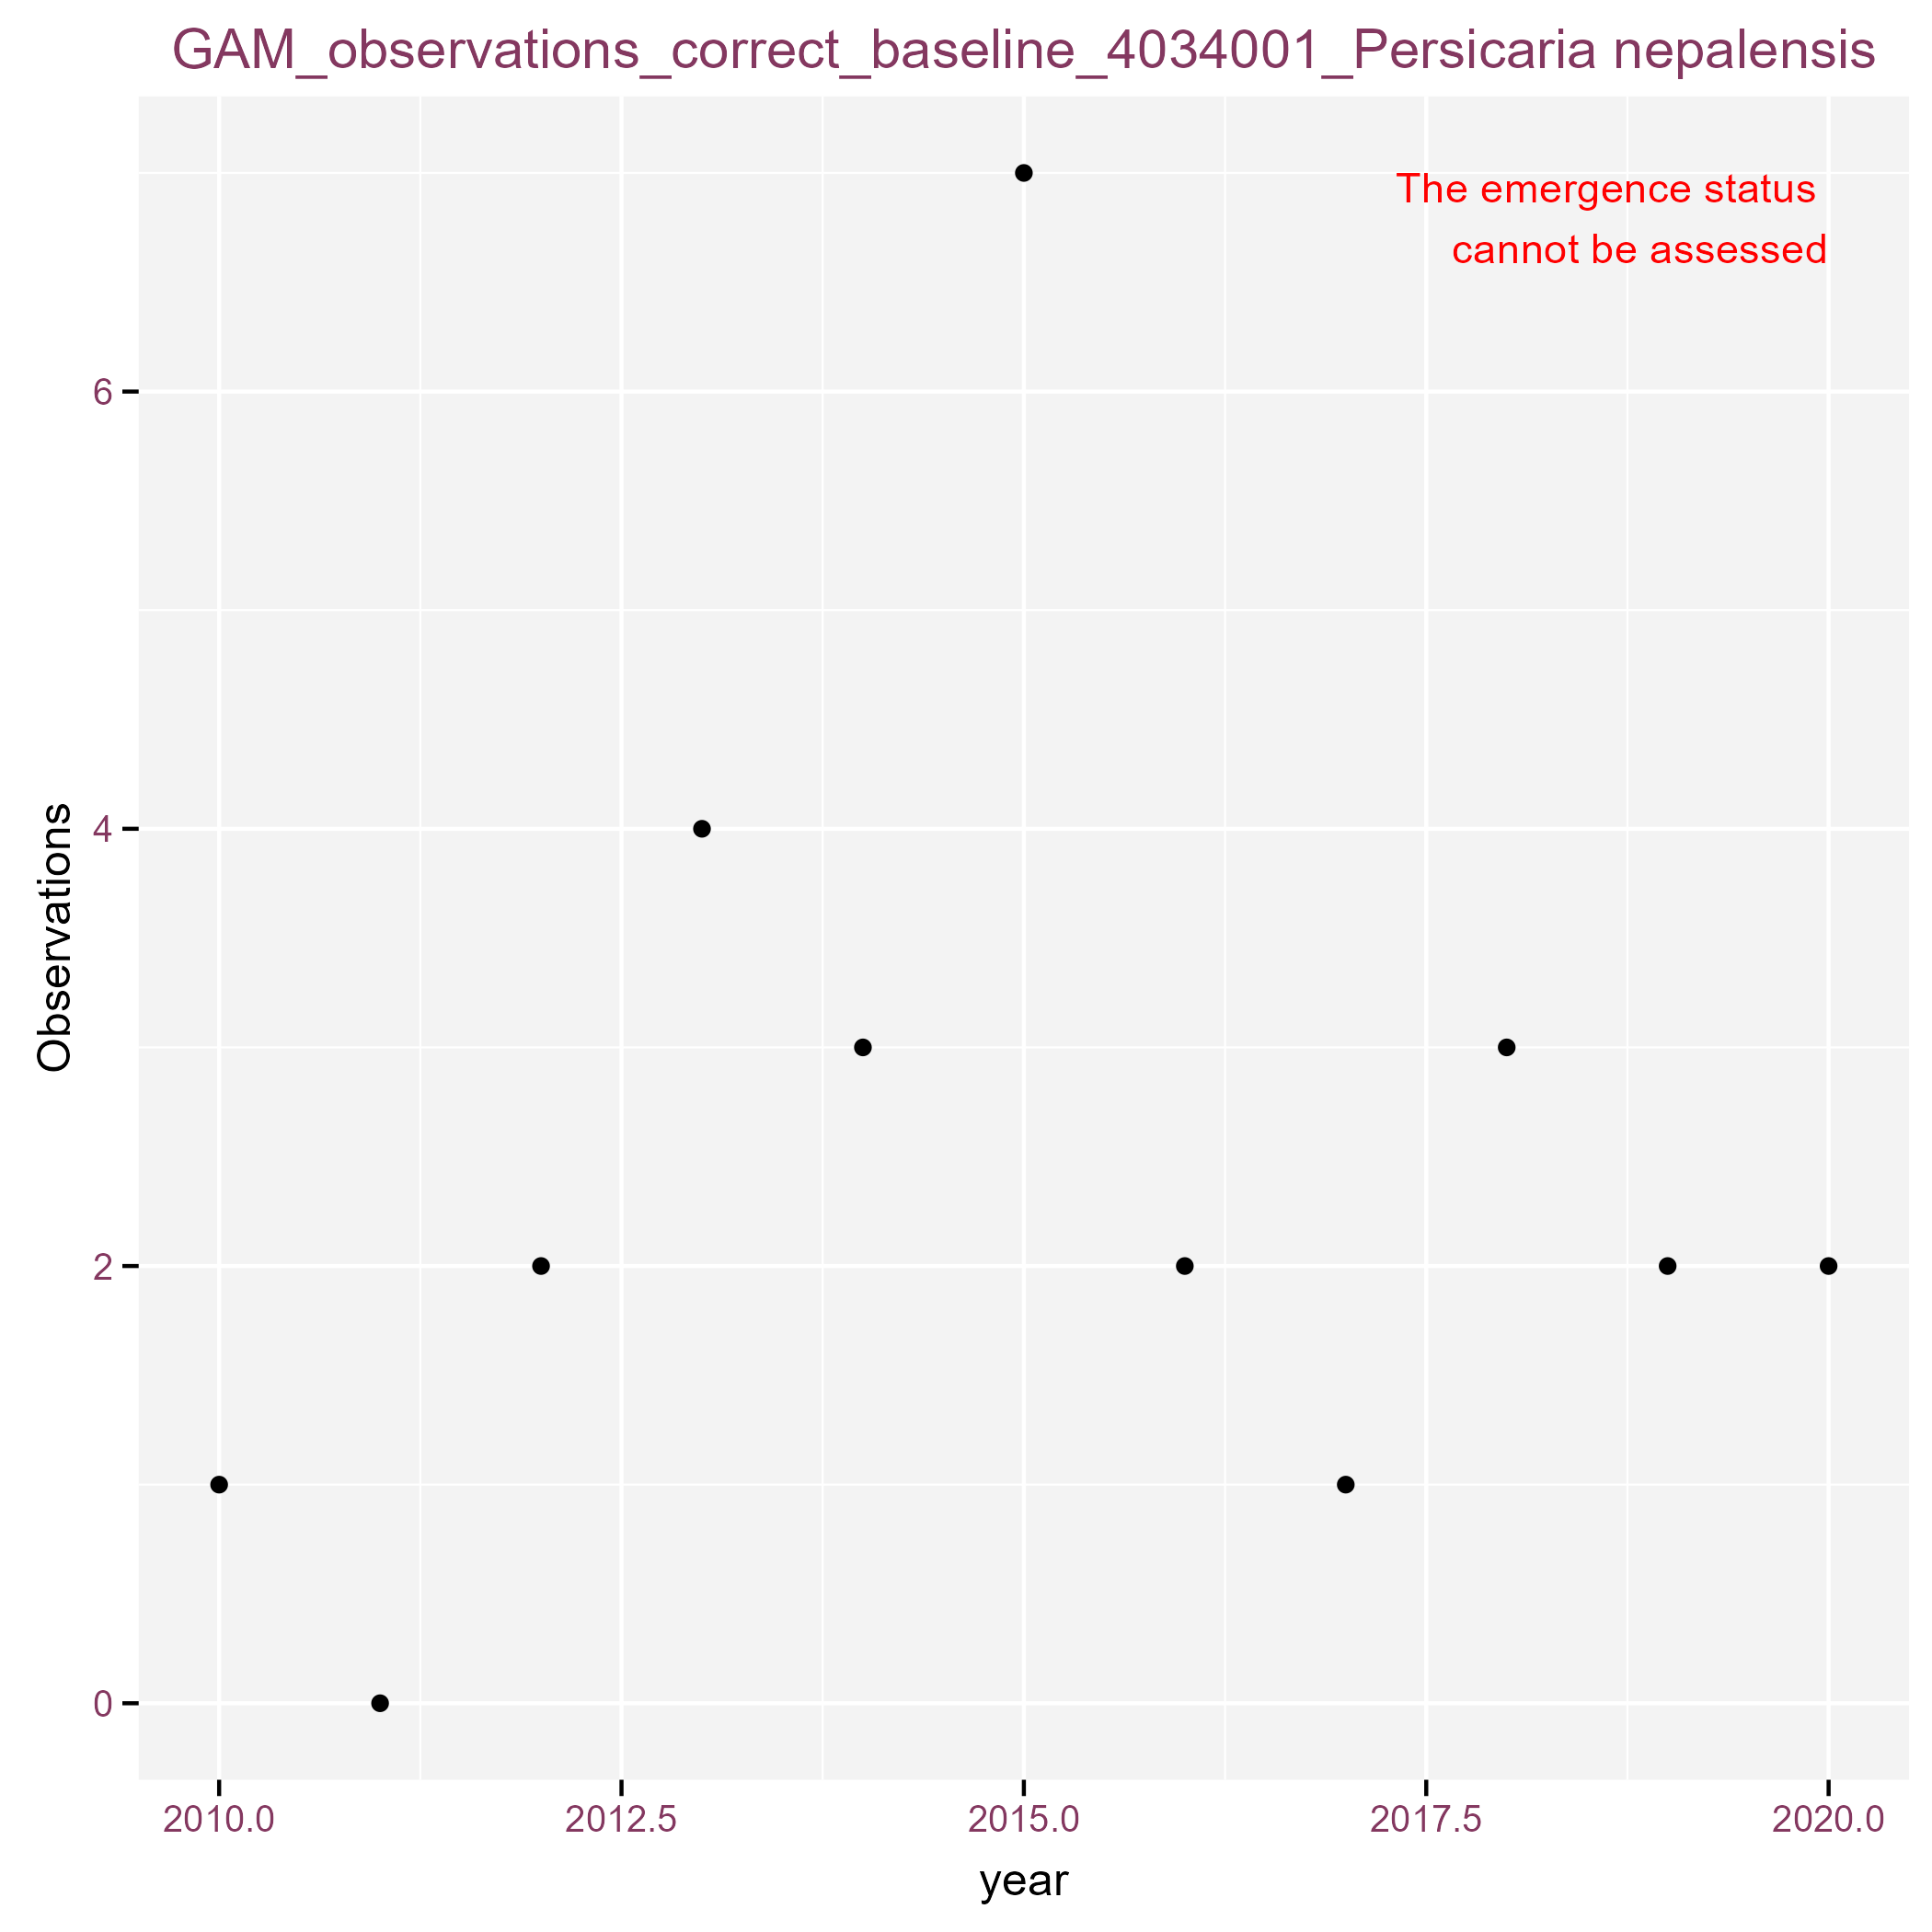 GAM_observations_correct_baseline_4034001_Persicaria nepalensis
The emergence status
cannot be assessed
Observations
6
4
2
0
2010.0 2012.5 2015.0 2017.5 2020.0
year